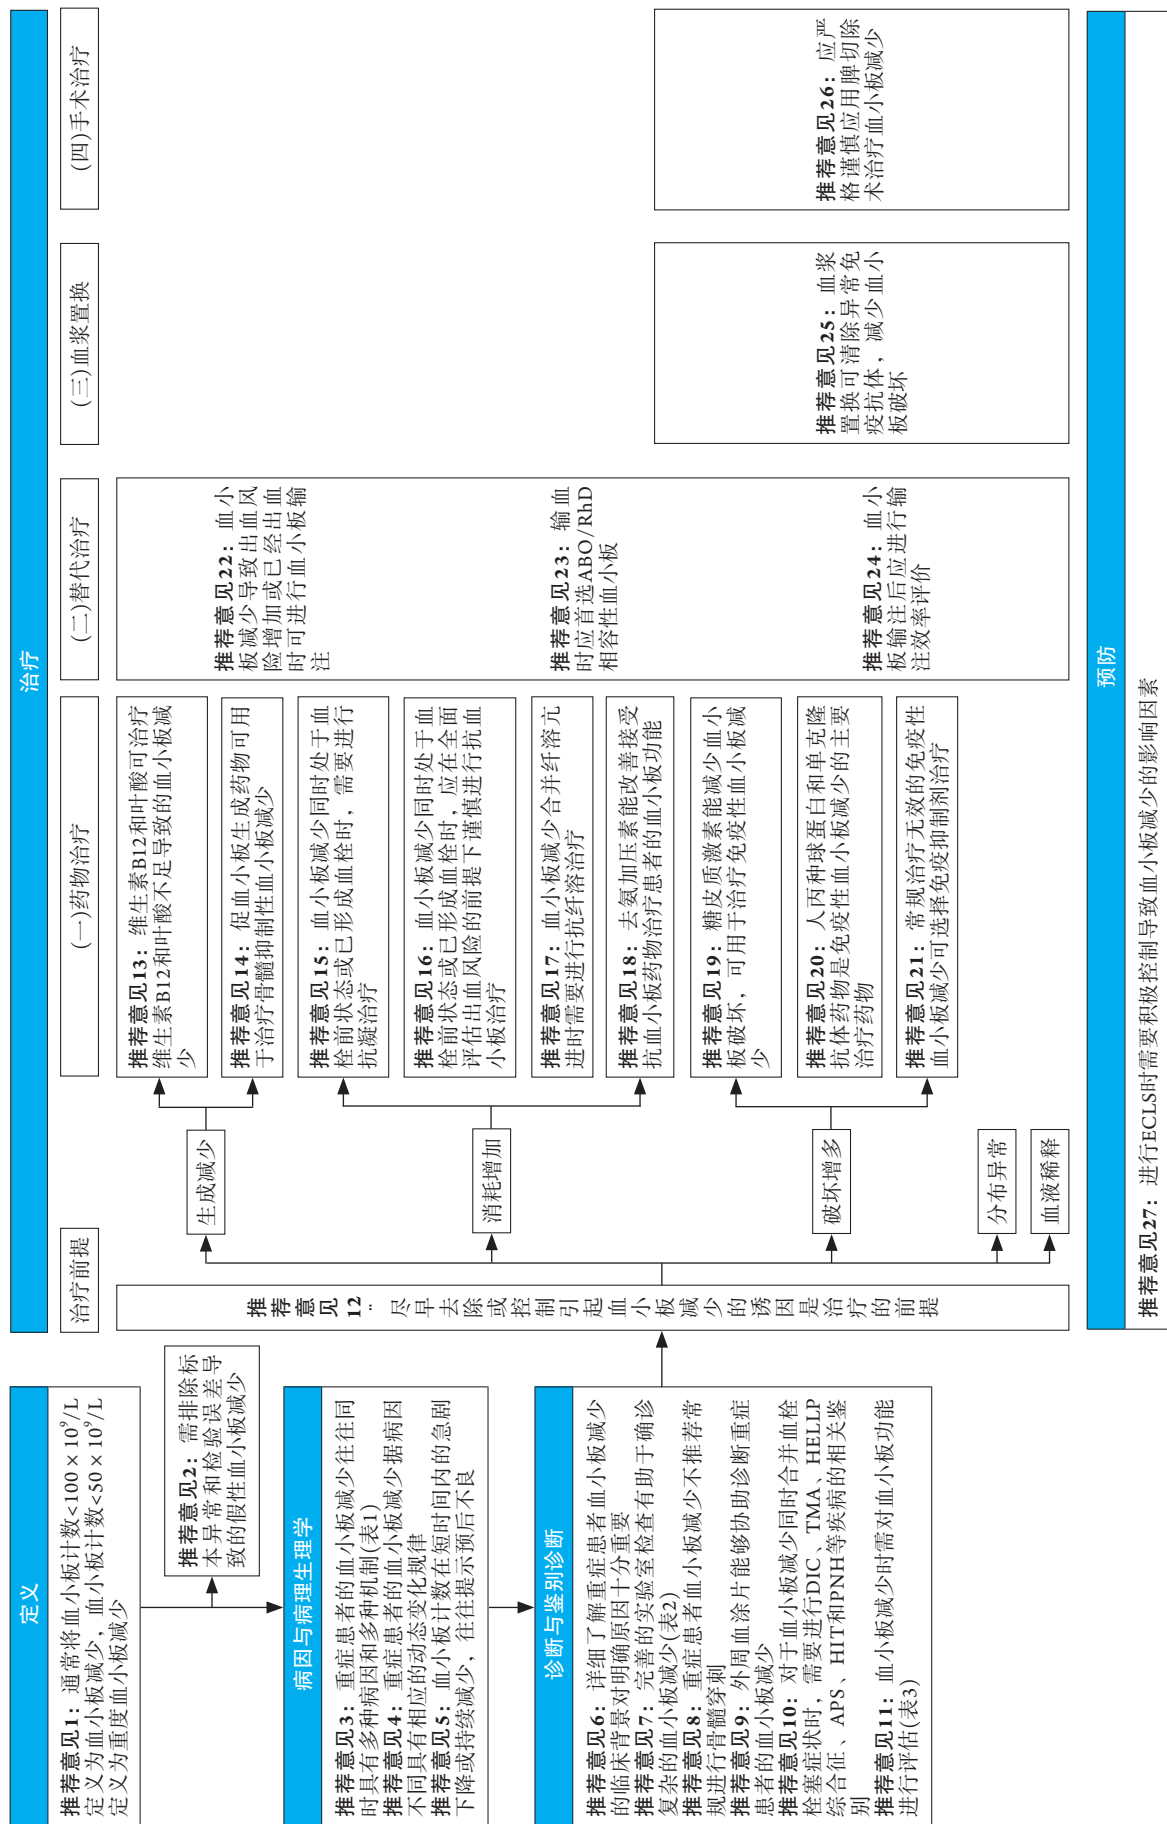 定义
推荐意见1：通常将血小板计数<100×10⁹/L
定义为血小板减少，血小板计数<50×10⁹/L
定义为重度血小板减少
推荐意见2：需排除标
本异常和检验误差导
致的假性血小板减少
病因与病理生理学
推荐意见3：重症患者的血小板减少往往同
时具有多种病因和多种机制(表1)
推荐意见4：重症患者的血小板减少据病因
不同具有相应的动态变化规律
推荐意见5：血小板计数在短时间内的急剧
下降或持续减少，往往提示预后不良
诊断与鉴别诊断
推荐意见6：详细了解重症患者血小板减少
的临床背景对明确原因十分重要
推荐意见7：完善的实验室检查有助于确诊
复杂的血小板减少(表2)
推荐意见8：重症患者血小板减少不推荐常
规进行骨髓穿刺
推荐意见9：外周血涂片能够协助诊断重症
患者的血小板减少
推荐意见10：对于血小板减少同时合并血栓
栓塞症状时，需要进行DIC、TMA、HELLP
综合征、APS、HIT和PNH等疾病的相关鉴
别
推荐意见11：血小板减少时需对血小板功能
进行评估(表3)
治疗
治疗前提
推荐意见12：尽早去除或控制引起血小板减少的诱因是治疗的前提
生成减少
消耗增加
破坏增多
分布异常
血液稀释
(一)药物治疗
推荐意见13：维生素B12和叶酸可治疗
维生素B12和叶酸不足导致的血小板减
少
推荐意见14：促血小板生成药物可用
于治疗骨髓抑制性血小板减少
推荐意见15：血小板减少同时处于血
栓前状态或已形成血栓时，需要进行
抗凝治疗
推荐意见16：血小板减少同时处于血
栓前状态或已形成血栓时，应在全面
评估出血风险的前提下谨慎进行抗血
小板治疗
推荐意见17：血小板减少合并纤溶亢
进时需要进行抗纤溶治疗
推荐意见18：去氨加压素能改善接受
抗血小板药物治疗患者的血小板功能
推荐意见19：糖皮质激素能减少血小
板破坏，可用于治疗免疫性血小板减
少
推荐意见20：人丙种球蛋白和单克隆
抗体药物是免疫性血小板减少的主要
治疗药物
推荐意见21：常规治疗无效的免疫性
血小板减少可选择免疫抑制剂治疗
(二)替代治疗
推荐意见22：血小
板减少导致出血风
险增加或已经出血
时可进行血小板输
注
推荐意见23：输血
时应首选ABO/RhD
相容性血小板
推荐意见24：血小
板输注后应进行输
注效率评价
(三)血浆置换
推荐意见25：血浆
置换可清除异常免
疫抗体，减少血小
板破坏
(四)手术治疗
推荐意见26：应严
格谨慎应用脾切除
术治疗血小板减少
预防
推荐意见27：进行ECLS时需要积极控制导致血小板减少的影响因素